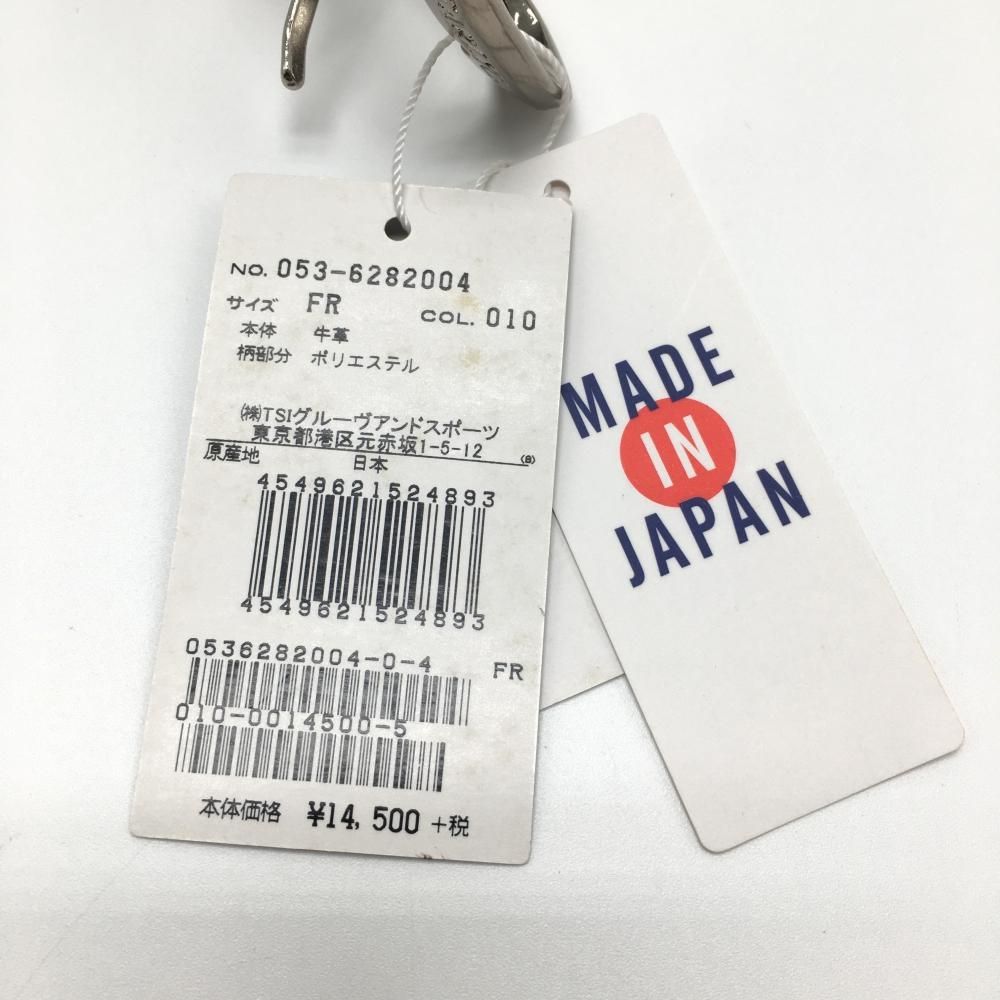 NO. 053-6282004
サイズ FR COL. 010
本体 牛革
柄部分 ポリエステル
㈱TSIグルーヴアンドスポーツ
東京都港区元赤坂1-5-12
(8)
原産地 日本
4549621524893
4549621524893
0536282004-0-4 FR
010-0014500-5
本体価格 ¥14,500 +税
MADE
IN
JAPAN